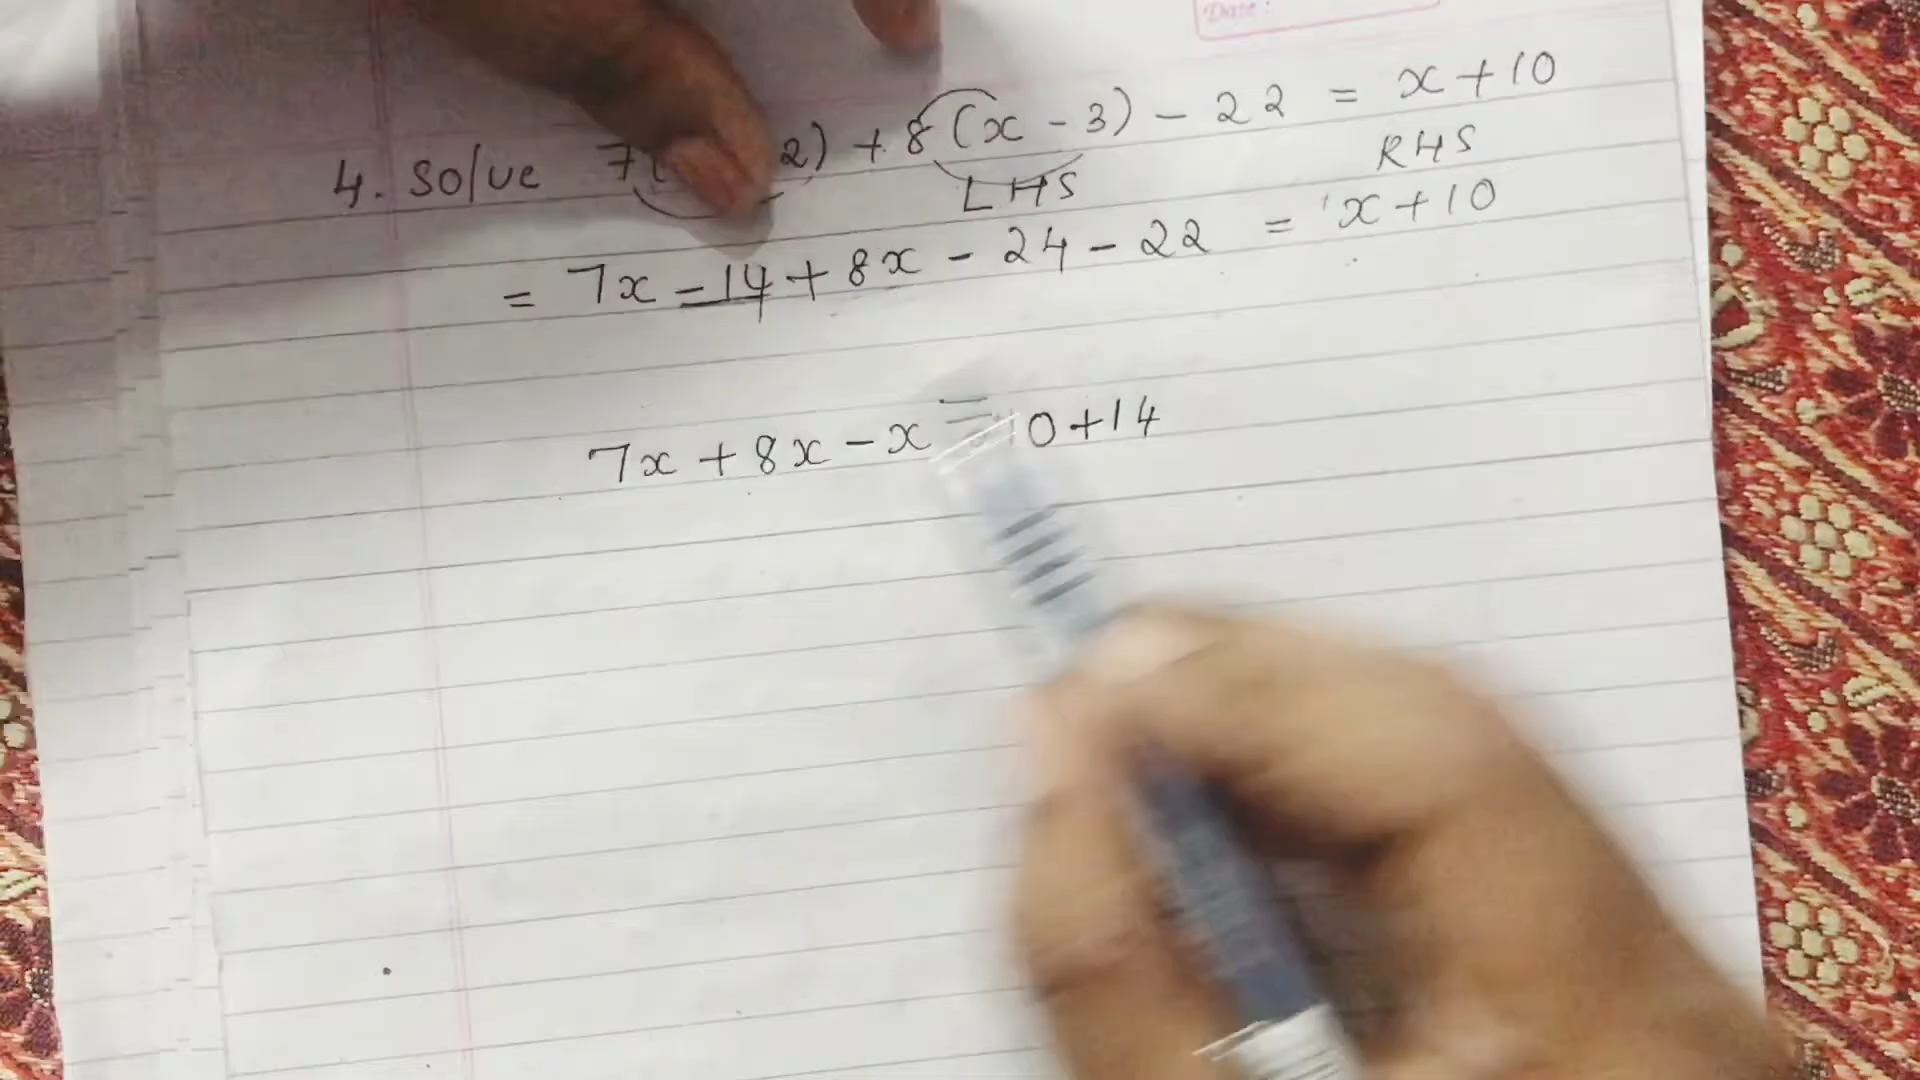 Date :
4. Solve 7( 2) + 8 (x - 3) - 22 = x + 10
LHS RHS
= 7x - 14 + 8x - 24 - 22 = x + 10
7x + 8x - x = 10 + 14